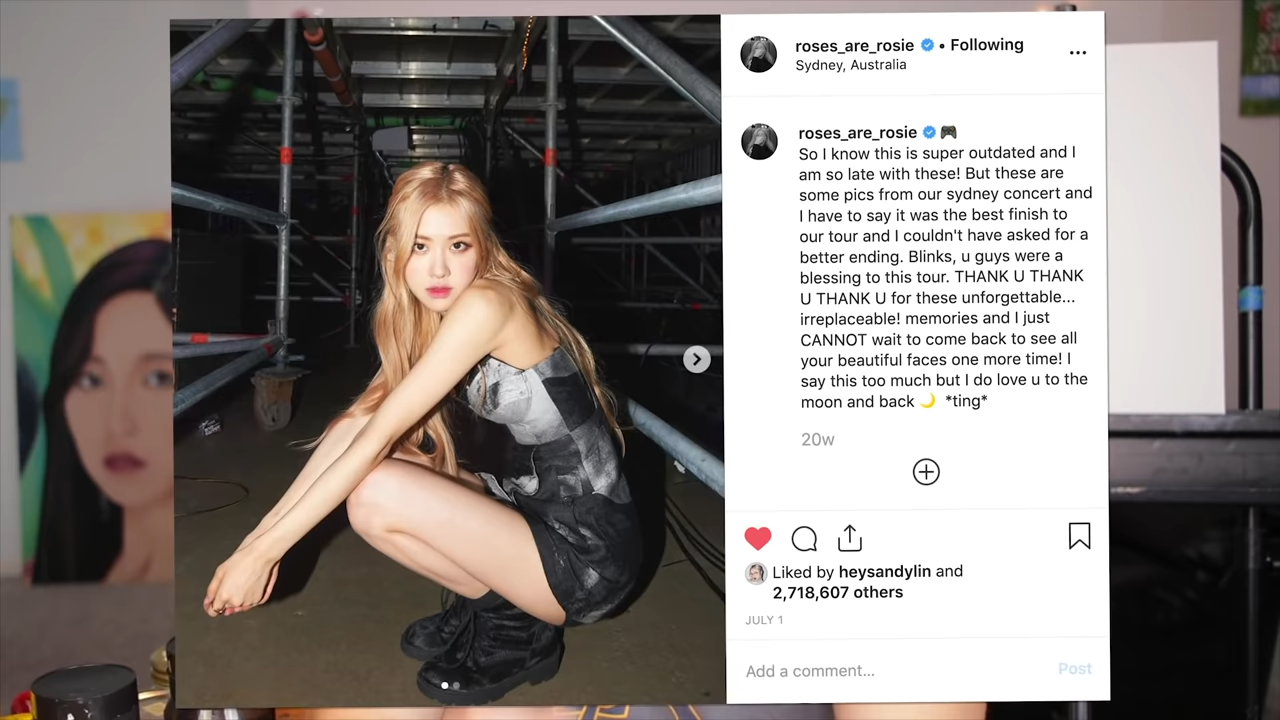 roses_are_rosie • Following
Sydney, Australia
roses_are_rosie 🎮
So I know this is super outdated and I
am so late with these! But these are
some pics from our sydney concert and
I have to say it was the best finish to
our tour and I couldn't have asked for a
better ending. Blinks, u guys were a
blessing to this tour. THANK U THANK
U THANK U for these unforgettable...
irreplaceable! memories and I just
CANNOT wait to come back to see all
your beautiful faces one more time! I
say this too much but I do love u to the
moon and back 🌙 *ting*
20w
Liked by heysandylin and
2,718,607 others
JULY 1
Add a comment... Post